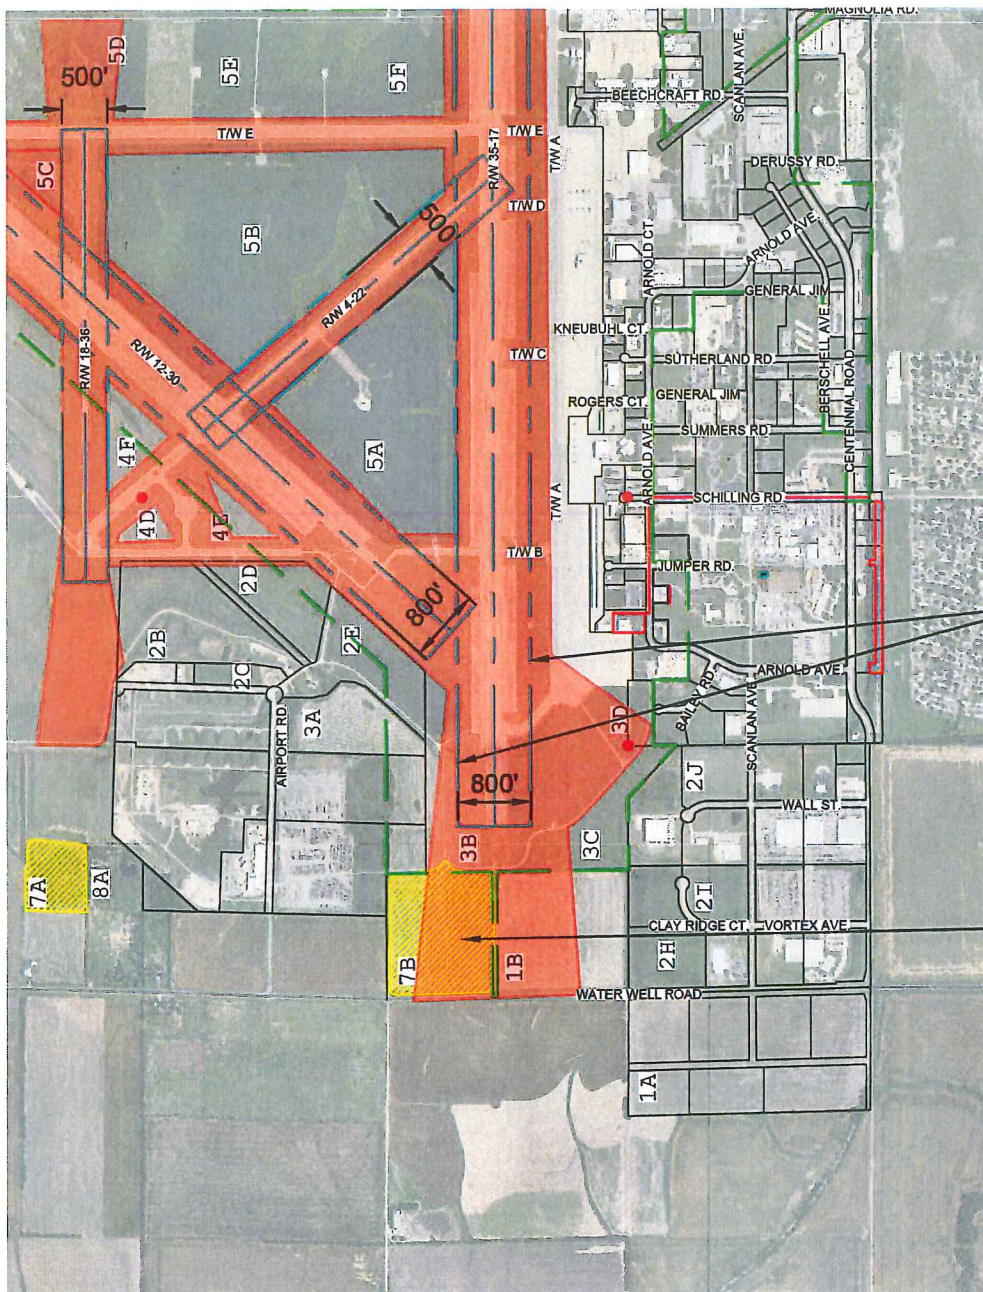 MAGNOLIA RD.
5D
500'
5E
5F
SCANLAN AVE.
BEECHCRAFT RD.
T/W E
R/W 35-17
T/W E
T/W A
DERUSSY RD.
5C
T/W D
5B
500'
ARNOLD CT.
ARNOLD AVE.
GENERAL JIM
R/W 4-22
KNEUBUHL CT.
R/W 18-36
R/W 12-30
T/W C
SUTHERLAND RD.
BERSCHELL AVE.
CENTENNIAL ROAD
ROGERS CT.
GENERAL JIM
SUMMERS RD.
4F
5A
ARNOLD AVE.
4D
4E
T/W A
SCHILLING RD.
T/W B
JUMPER RD.
2D
800'
2B
2E
2C
ARNOLD AVE.
BAILEY RD.
3A
3D
SCANLAN AVE.
AIRPORT RD.
800'
2J
WALL ST.
3B
3C
7A
8A
2I
CLAY RIDGE CT.
VORTEX AVE.
2H
7B
1B
WATER WELL ROAD
1A